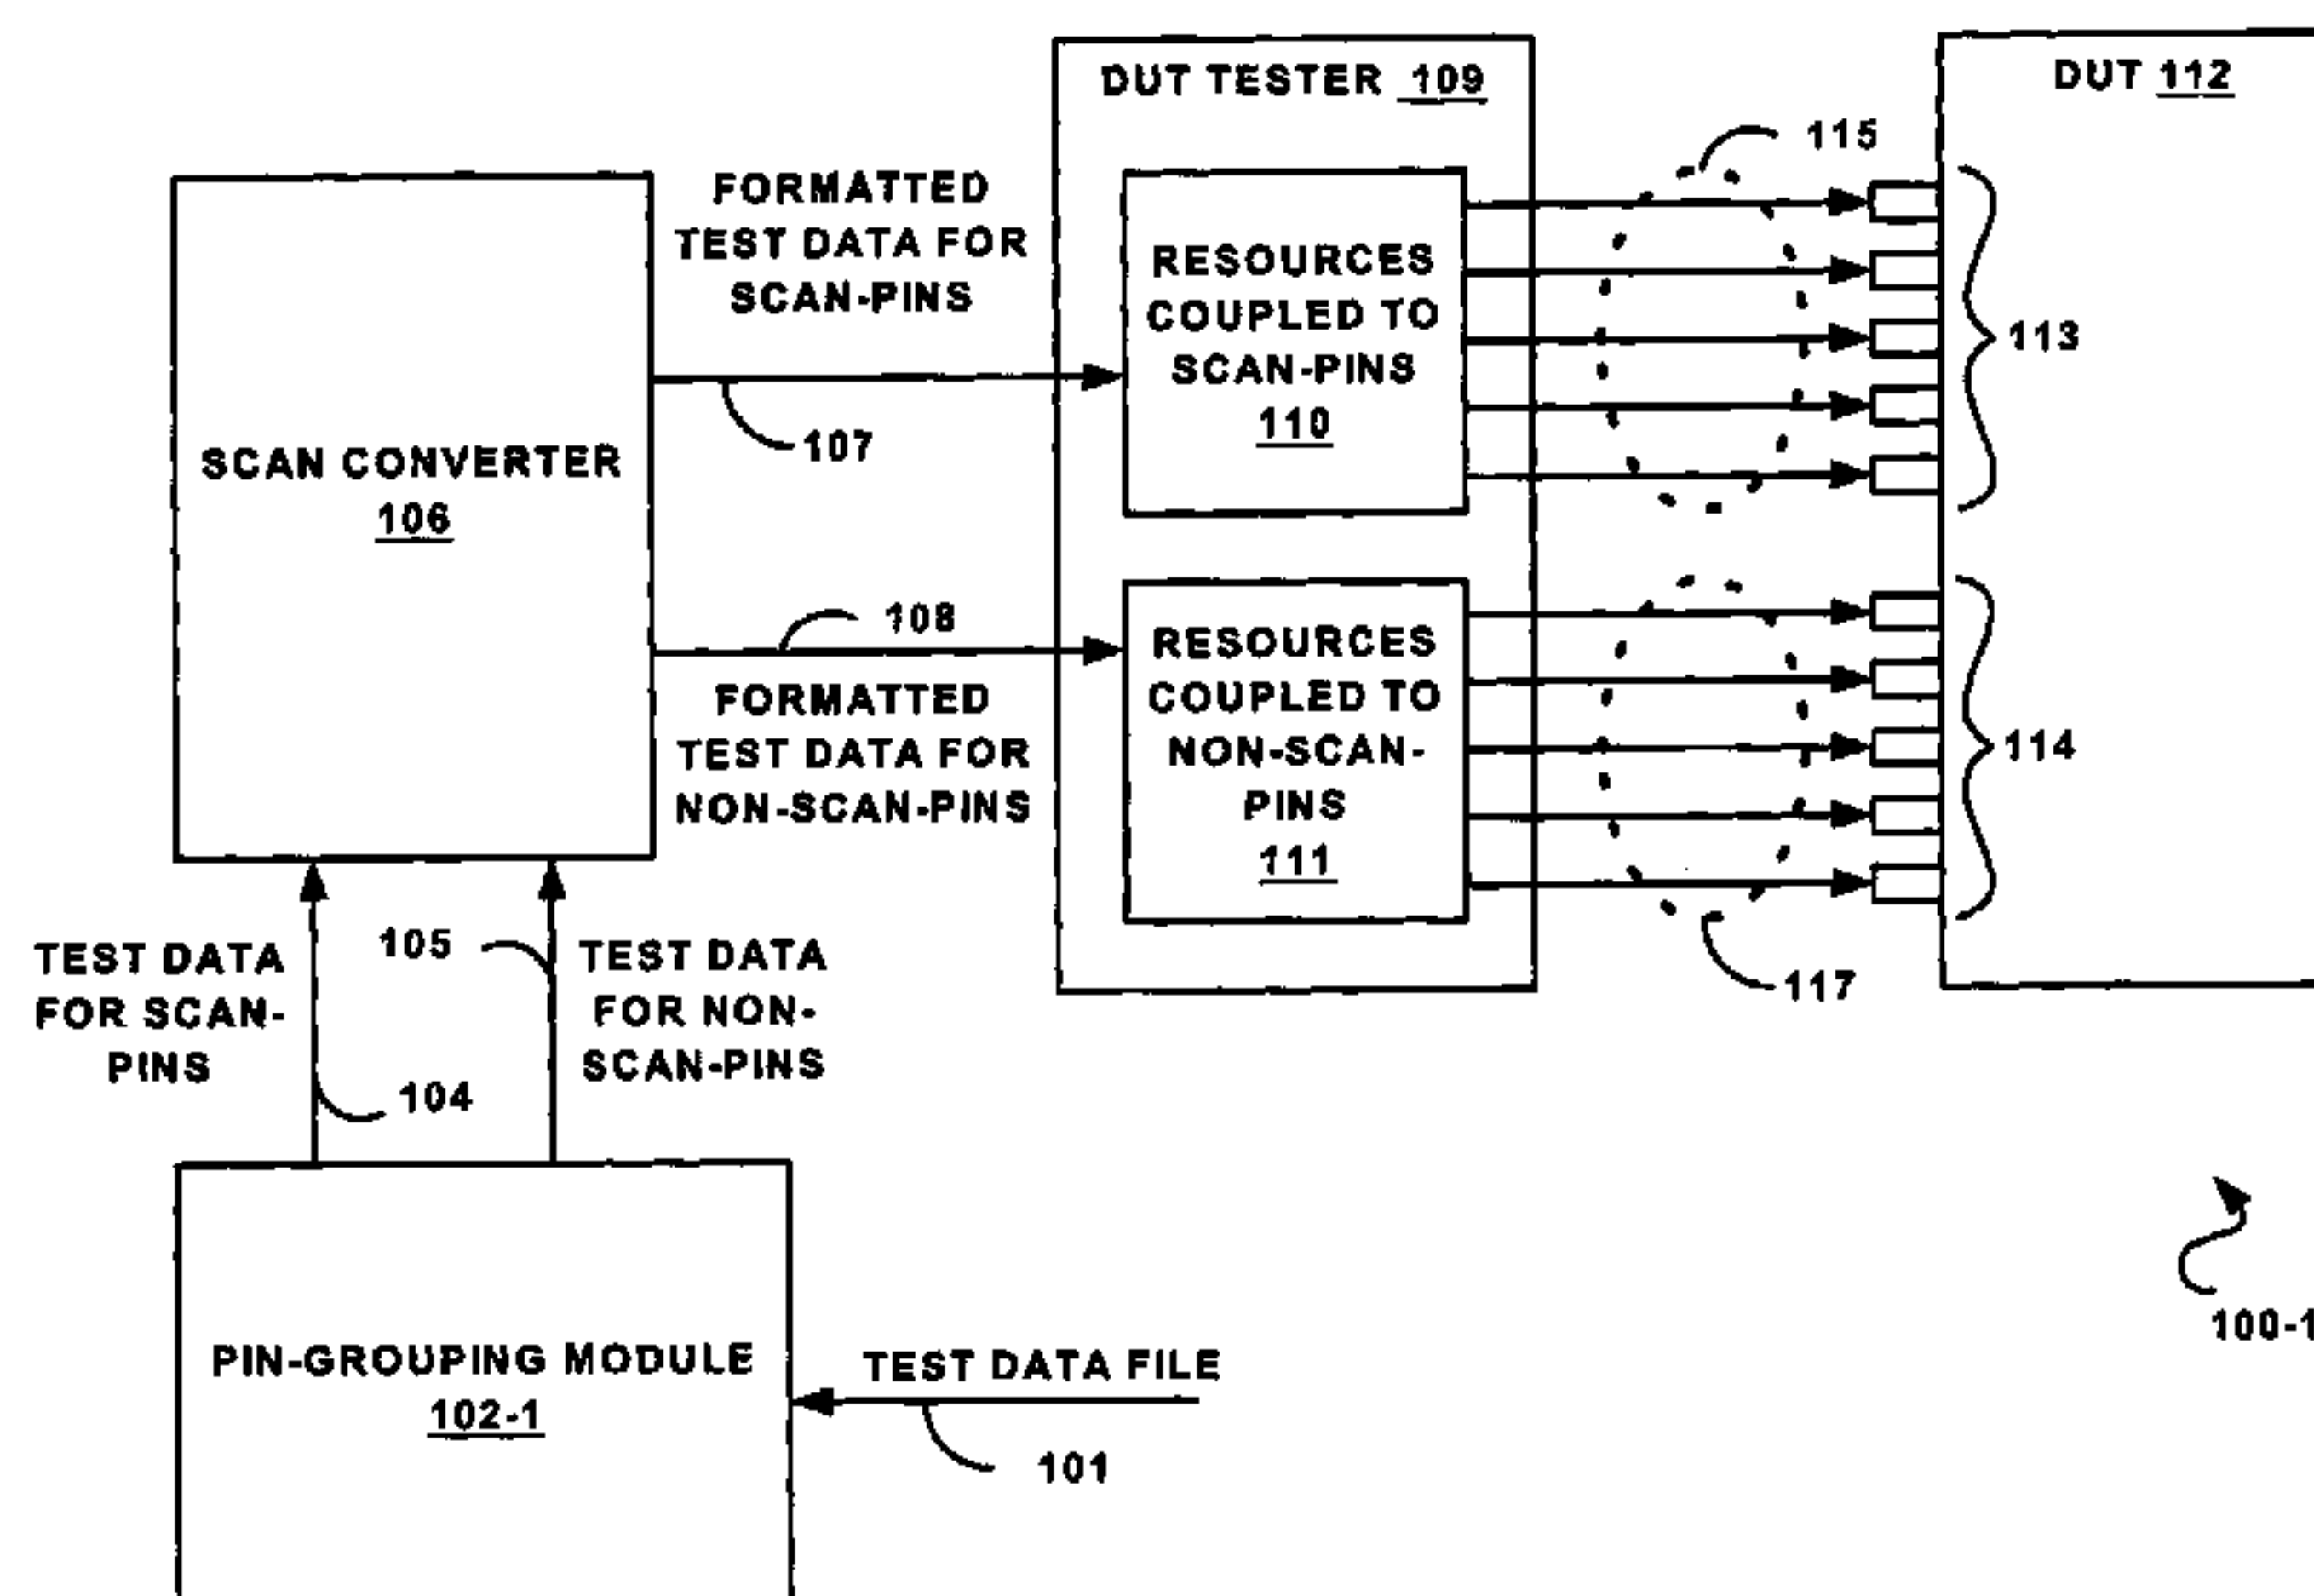 DUT TESTER 109
DUT 112
115
FORMATTED
TEST DATA FOR
SCAN-PINS
RESOURCES
COUPLED TO
SCAN-PINS
110
113
107
SCAN CONVERTER
106
108
FORMATTED
TEST DATA FOR
NON-SCAN-PINS
RESOURCES
COUPLED TO
NON-SCAN-
PINS
111
114
117
TEST DATA
FOR SCAN-
PINS
104
105
TEST DATA
FOR NON-
SCAN-PINS
PIN-GROUPING MODULE
102-1
TEST DATA FILE
101
100-1